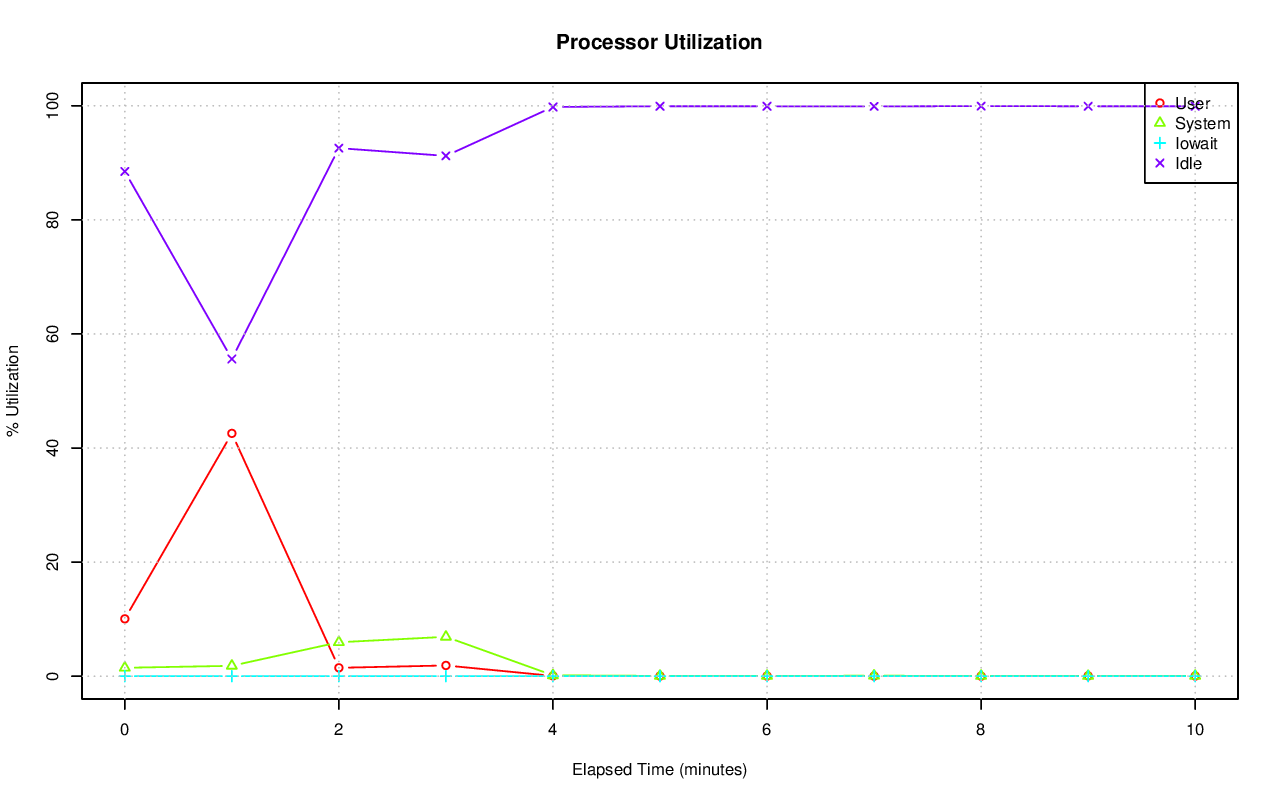 Processor Utilization
% Utilization
100
80
60
40
20
0
User
System
Iowait
Idle
0 2 4 6 8 10
Elapsed Time (minutes)